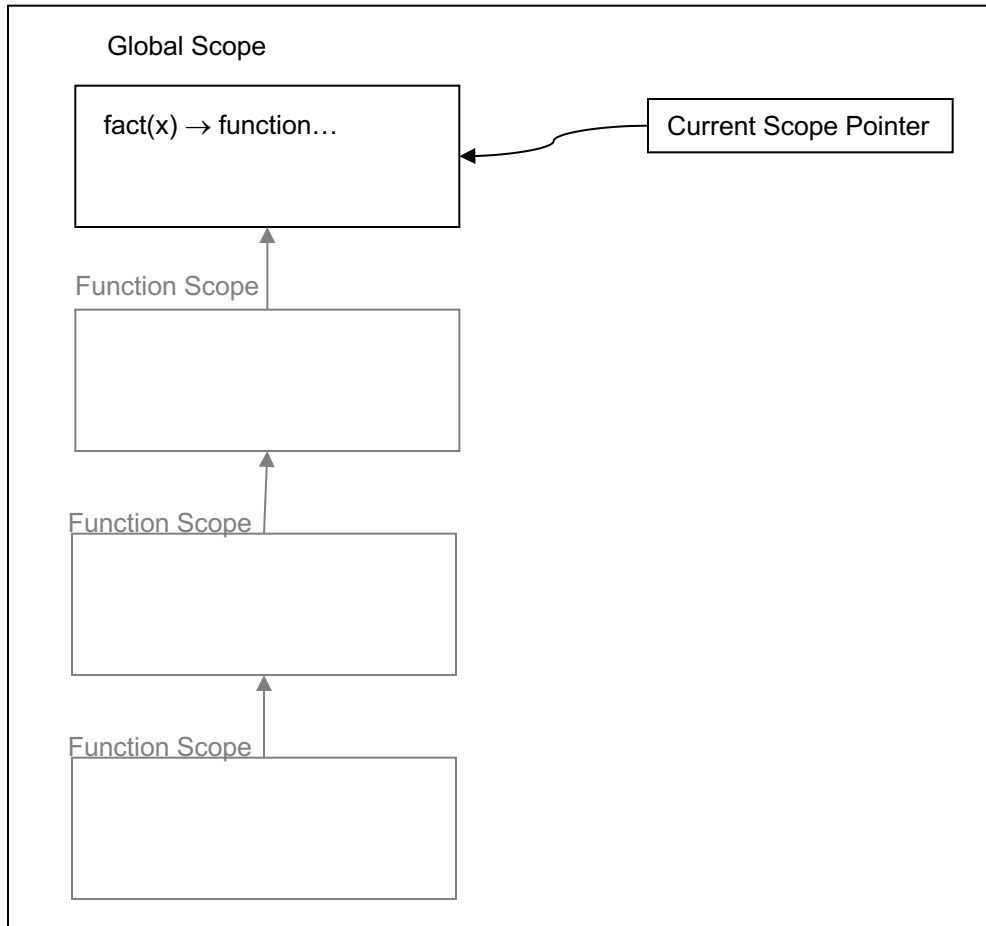 Global Scope
fact(x) → function…
Current Scope Pointer
Function Scope
Function Scope
Function Scope